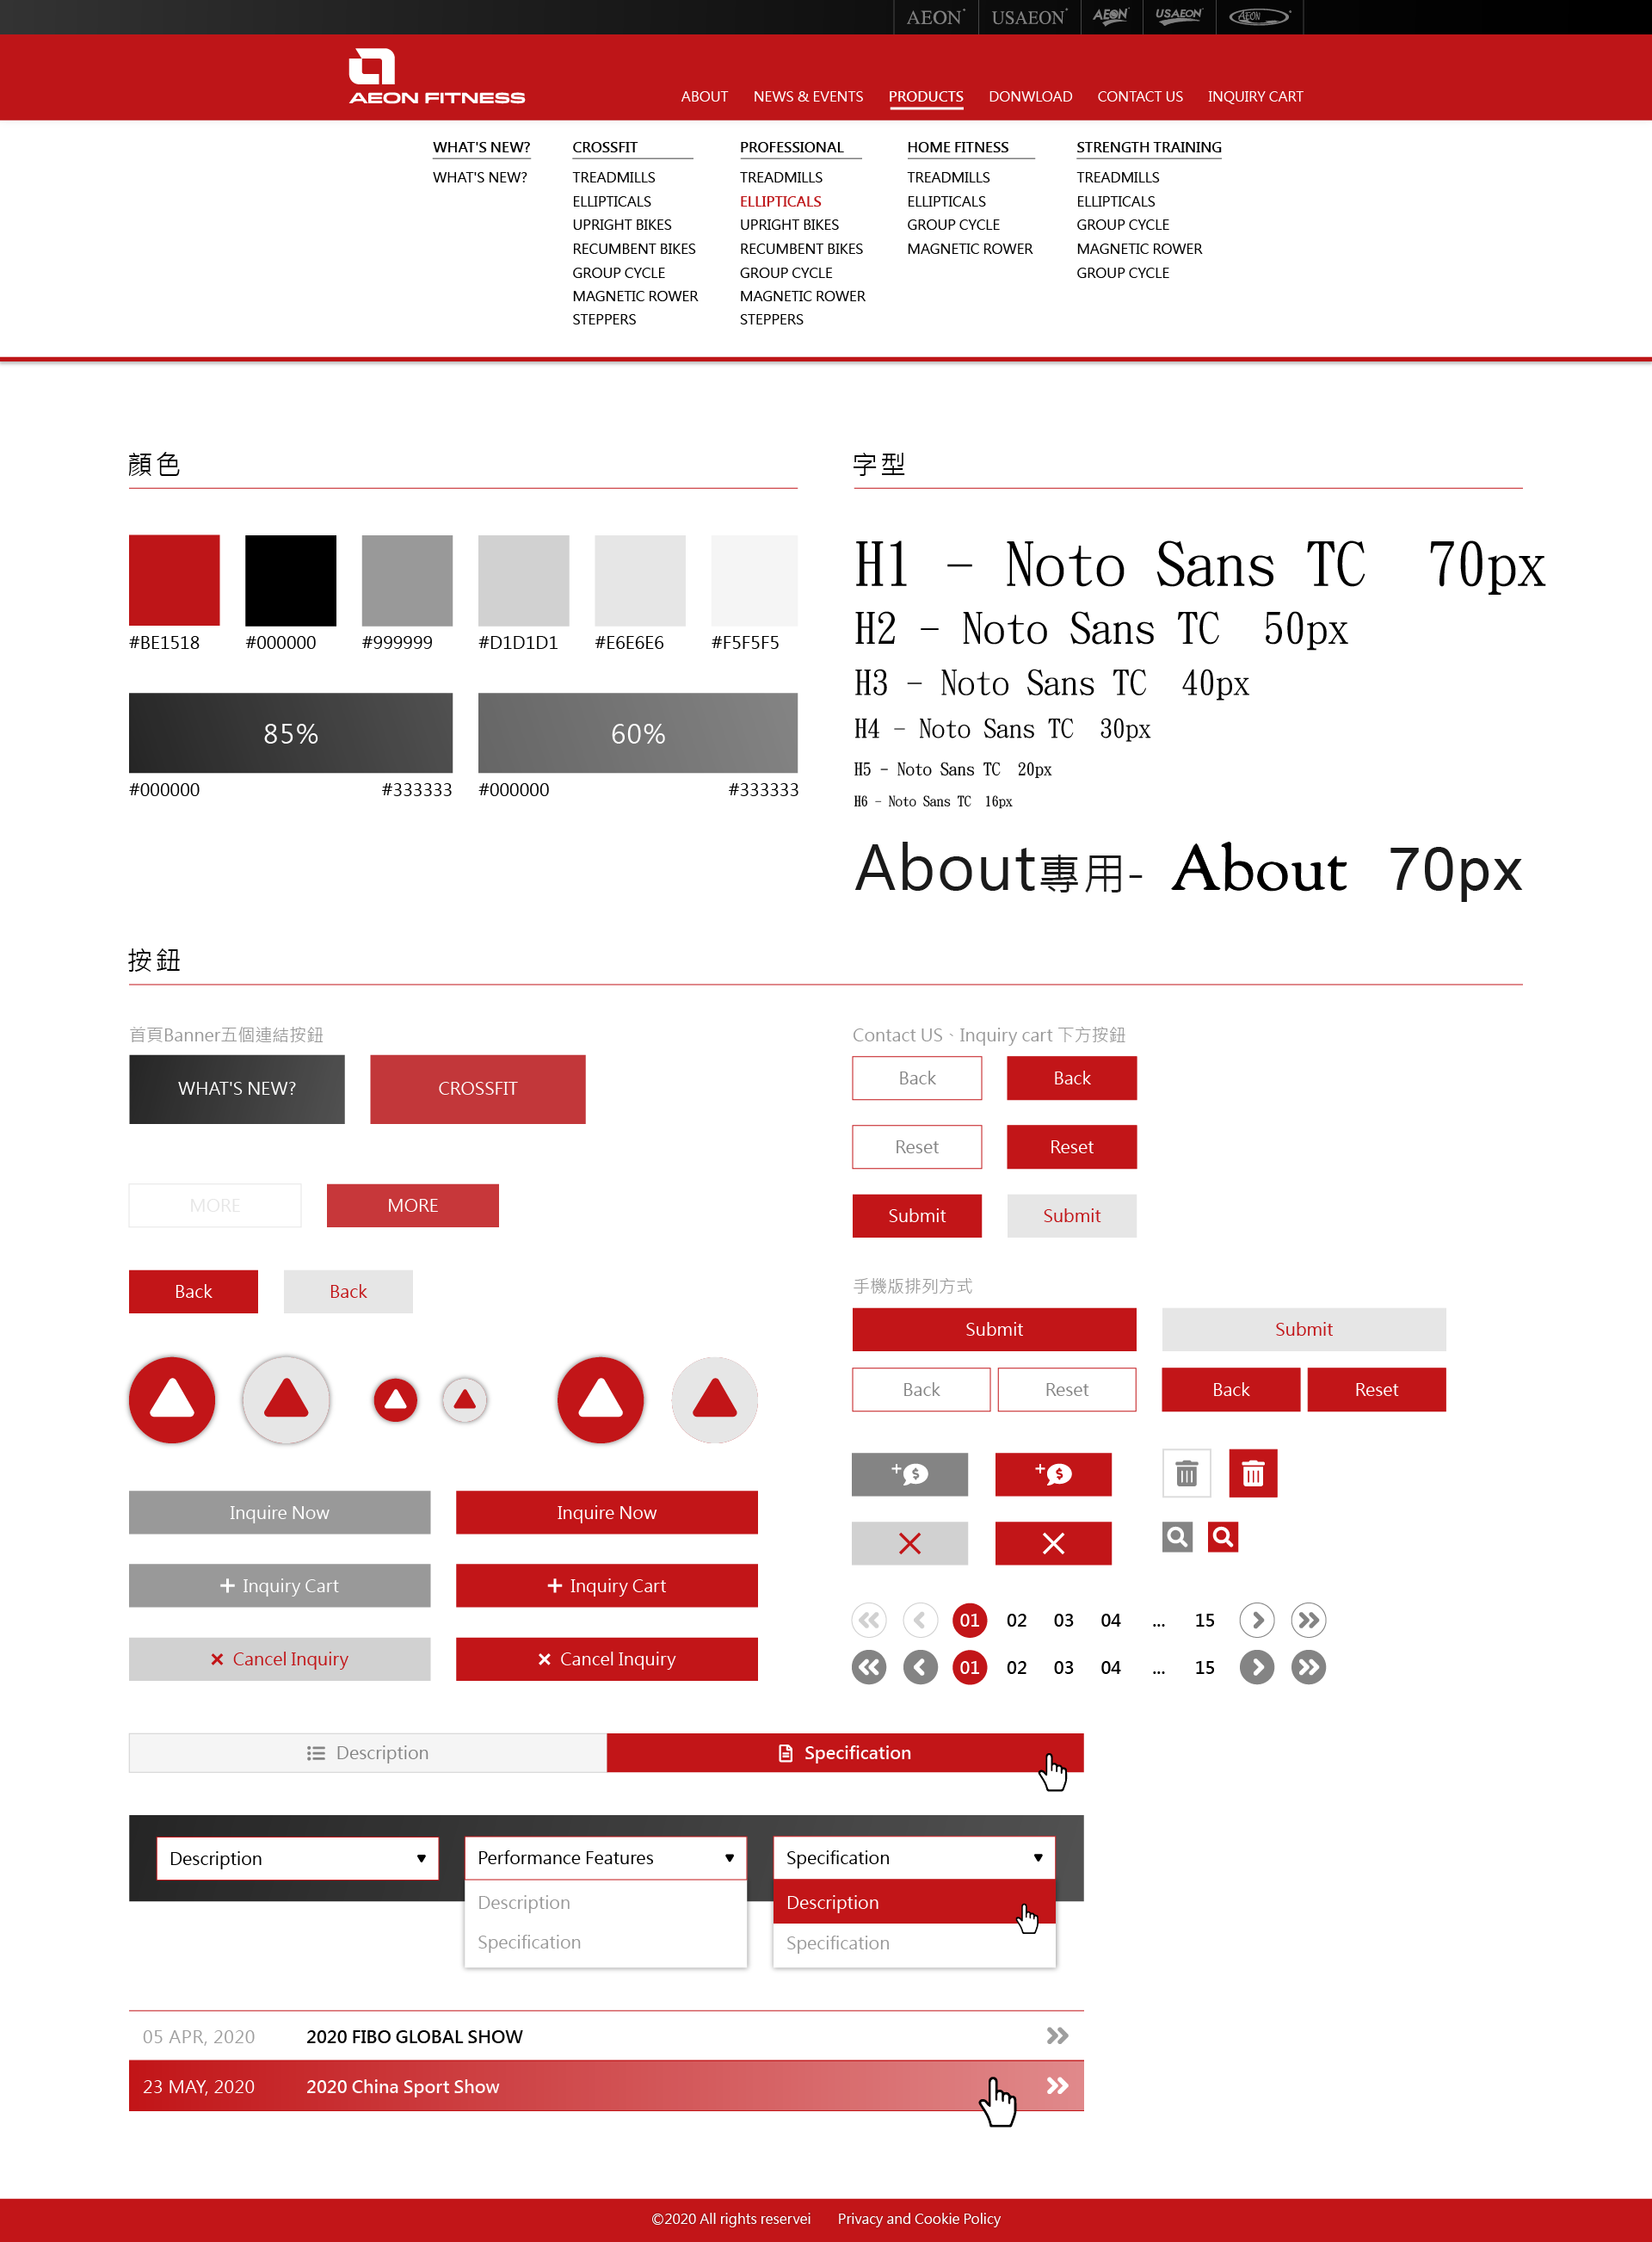 AEON USAEON AEON USAEON AEON
AEON FITNESS
ABOUT NEWS & EVENTS PRODUCTS DONWLOAD CONTACT US INQUIRY CART
WHAT'S NEW? CROSSFIT PROFESSIONAL HOME FITNESS STRENGTH TRAINING
WHAT'S NEW? TREADMILLS TREADMILLS TREADMILLS TREADMILLS
ELLIPTICALS ELLIPTICALS ELLIPTICALS ELLIPTICALS
UPRIGHT BIKES UPRIGHT BIKES GROUP CYCLE GROUP CYCLE
RECUMBENT BIKES RECUMBENT BIKES MAGNETIC ROWER MAGNETIC ROWER
GROUP CYCLE GROUP CYCLE GROUP CYCLE
MAGNETIC ROWER MAGNETIC ROWER
STEPPERS STEPPERS
顏色
#BE1518 #000000 #999999 #D1D1D1 #E6E6E6 #F5F5F5
85% 60%
#000000 #333333 #000000 #333333
字型
H1 - Noto Sans TC 70px
H2 - Noto Sans TC 50px
H3 - Noto Sans TC 40px
H4 - Noto Sans TC 30px
H5 - Noto Sans TC 20px
H6 - Noto Sans TC 16px
About專用- About 70px
按鈕
首頁Banner五個連結按鈕
WHAT'S NEW? CROSSFIT
MORE MORE
Back Back
Inquire Now Inquire Now
+ Inquiry Cart + Inquiry Cart
× Cancel Inquiry × Cancel Inquiry
Contact US、Inquiry cart 下方按鈕
Back Back
Reset Reset
Submit Submit
手機版排列方式
Submit Submit
Back Reset Back Reset
+$ +$
01 02 03 04 ... 15
01 02 03 04 ... 15
Description Specification
Description Performance Features Specification
Description Description
Specification Specification
05 APR, 2020 2020 FIBO GLOBAL SHOW
23 MAY, 2020 2020 China Sport Show
©2020 All rights reservei Privacy and Cookie Policy